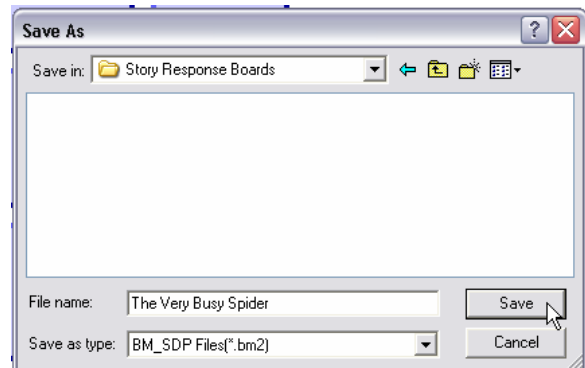 Save As
Save in: Story Response Boards
File name: The Very Busy Spider Save
Save as type: BM_SDP Files(*.bm2) Cancel